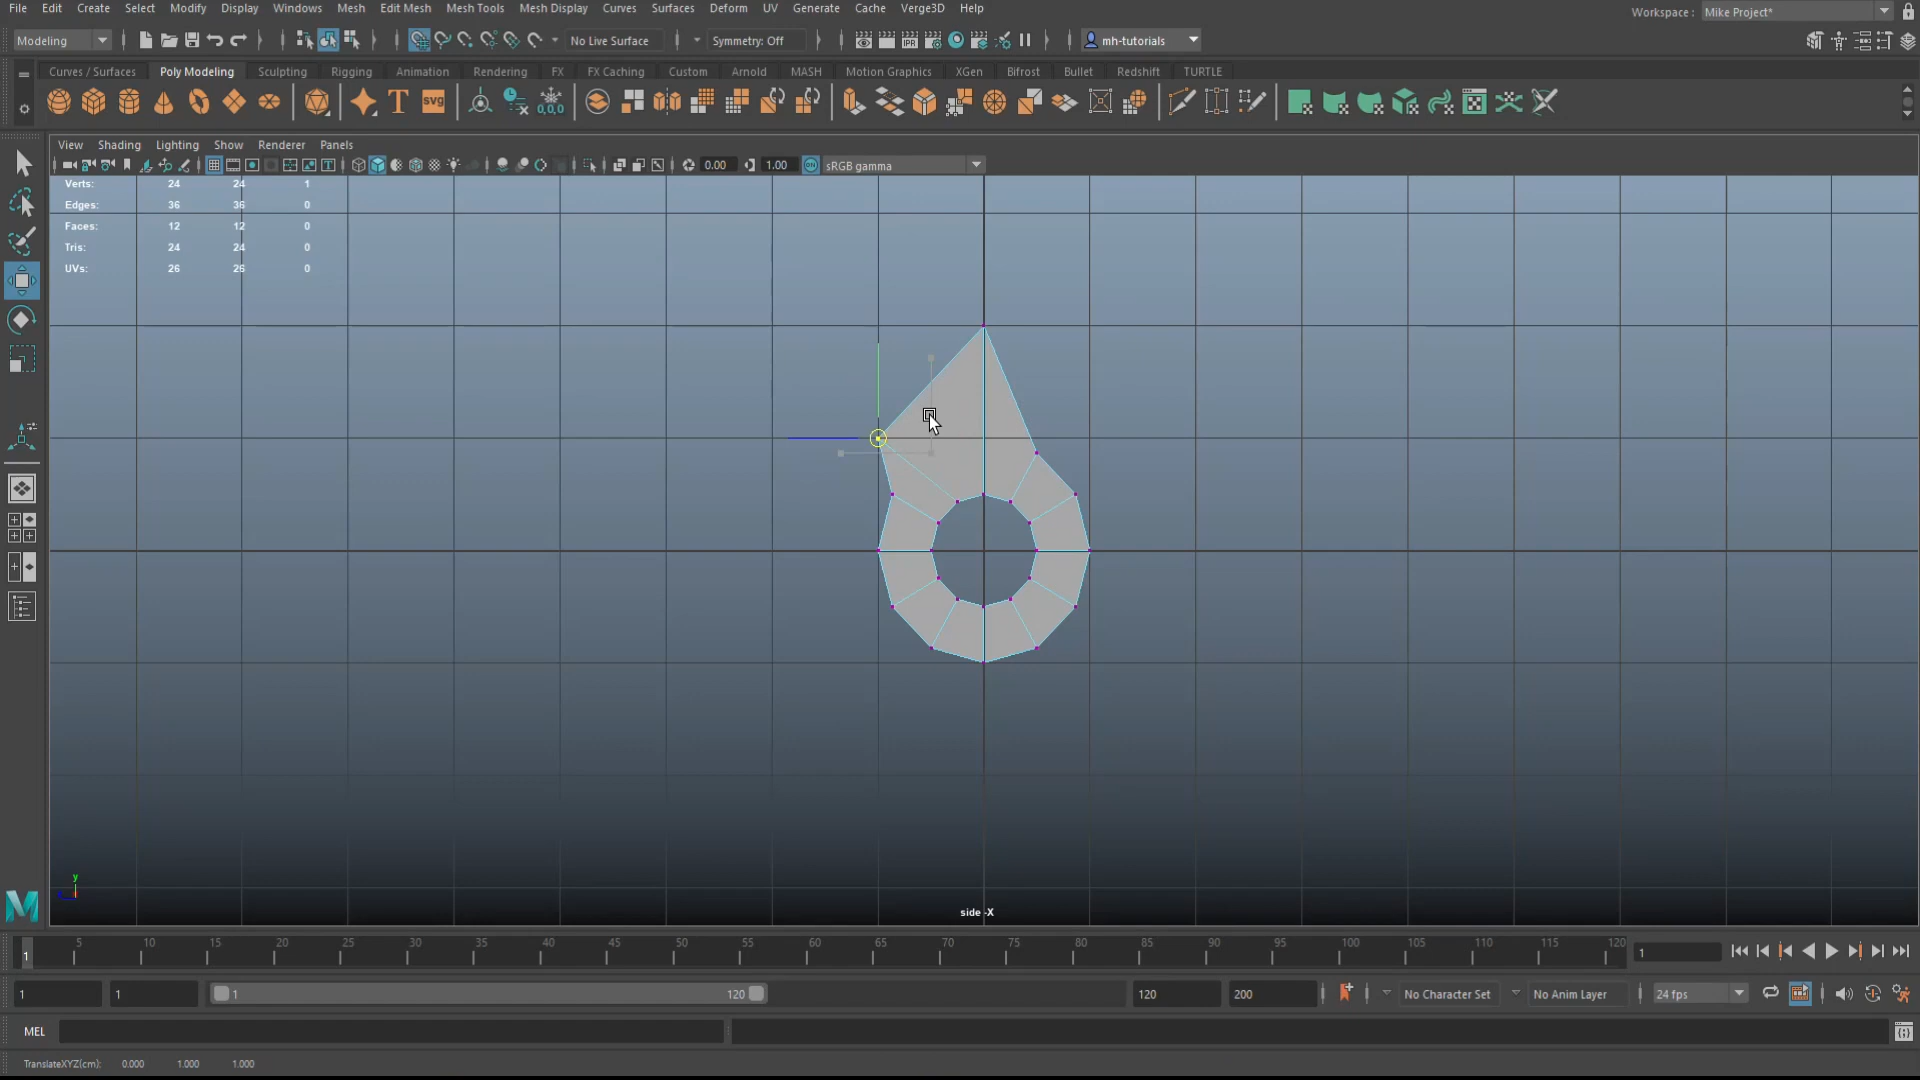 File Edit Create Select Modify Display Windows Mesh Edit Mesh Mesh Tools Mesh Display Curves Surfaces Deform UV Generate Cache Verge3D Help Workspace : Mike Project*
Modeling No Live Surface Symmetry: Off mh-tutorials
Curves / Surfaces Poly Modeling Sculpting Rigging Animation Rendering FX FX Caching Custom Arnold MASH Motion Graphics XGen Bifrost Bullet Redshift TURTLE
SVG 0,0,0
View Shading Lighting Show Renderer Panels
0.00 1.00 ON sRGB gamma
Verts: 24 24 1
Edges: 36 36 0
Faces: 12 12 0
Tris: 24 24 0
UVs: 26 26 0
y
side -X
5 10 15 20 25 30 35 40 45 50 55 60 65 70 75 80 85 90 95 100 105 110 115 120
1 1
1 1 1 120 120 200 No Character Set No Anim Layer 24 fps
MEL
TranslateXYZ(cm): 0.000 1.000 1.000